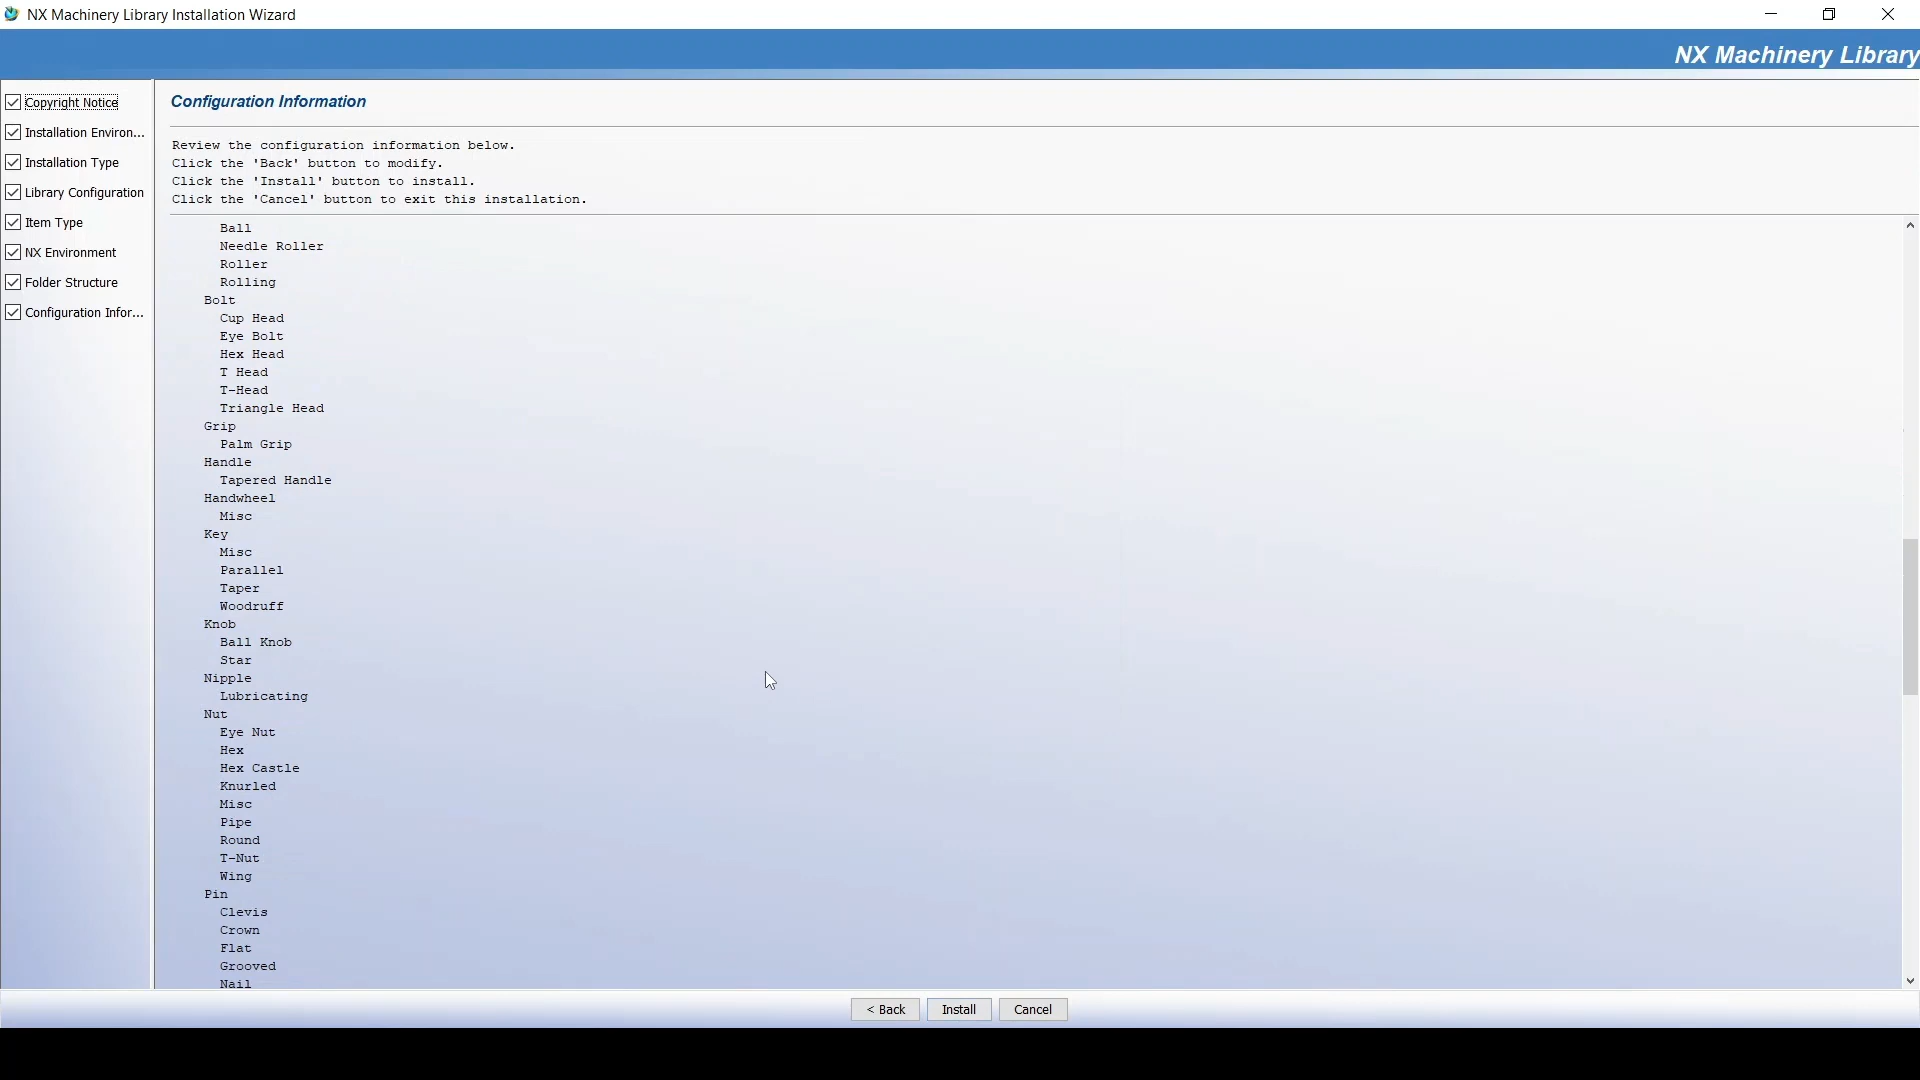 NX Machinery Library Installation Wizard
NX Machinery Library
Copyright Notice
Installation Environ...
Installation Type
Library Configuration
Item Type
NX Environment
Folder Structure
Configuration Infor...
Configuration Information
Review the configuration information below.
Click the 'Back' button to modify.
Click the 'Install' button to install.
Click the 'Cancel' button to exit this installation.
Ball
Needle Roller
Roller
Rolling
Bolt
Cup Head
Eye Bolt
Hex Head
T Head
T-Head
Triangle Head
Grip
Palm Grip
Handle
Tapered Handle
Handwheel
Misc
Key
Misc
Parallel
Taper
Woodruff
Knob
Ball Knob
Star
Nipple
Lubricating
Nut
Eye Nut
Hex
Hex Castle
Knurled
Misc
Pipe
Round
T-Nut
Wing
Pin
Clevis
Crown
Flat
Grooved
Nail
< Back
Install
Cancel